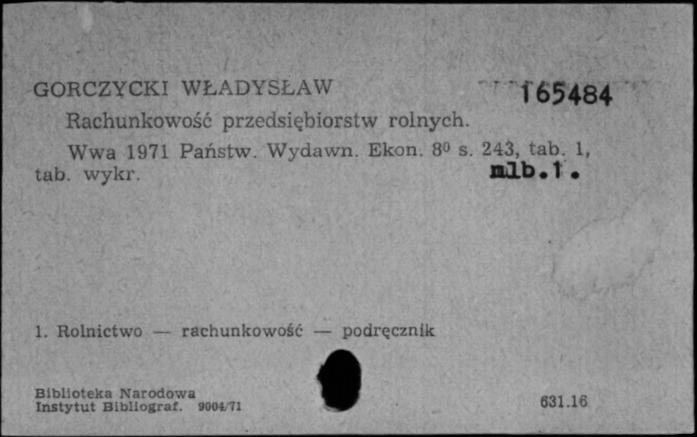 GORCZYCKI WŁADYSŁAW 165484
Rachunkowość przedsiębiorstw rolnych.
Wwa 1971 Państw. Wydawn. Ekon. 8⁰ s. 243, tab. 1,
tab. wykr. nlb.1.
1. Rolnictwo — rachunkowość — podręcznik
Biblioteka Narodowa
Instytut Bibliograf. 9004/71 631.16